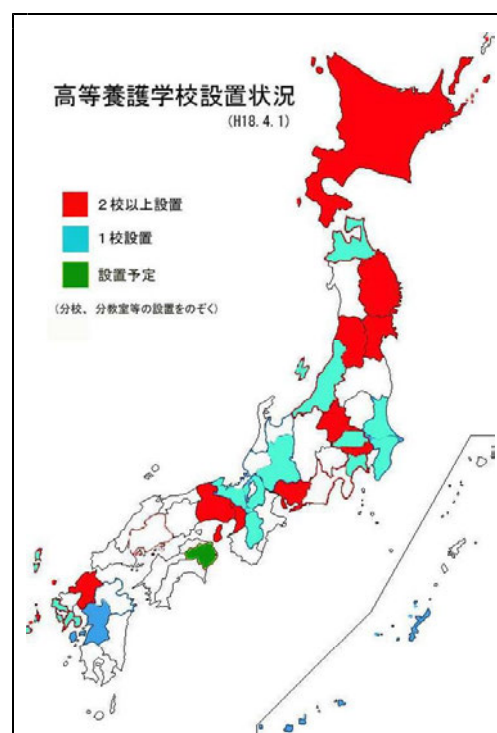 高等養護学校設置状況
(H18.4.1)
2校以上設置
1校設置
設置予定
(分校、分教室等の設置をのぞく)